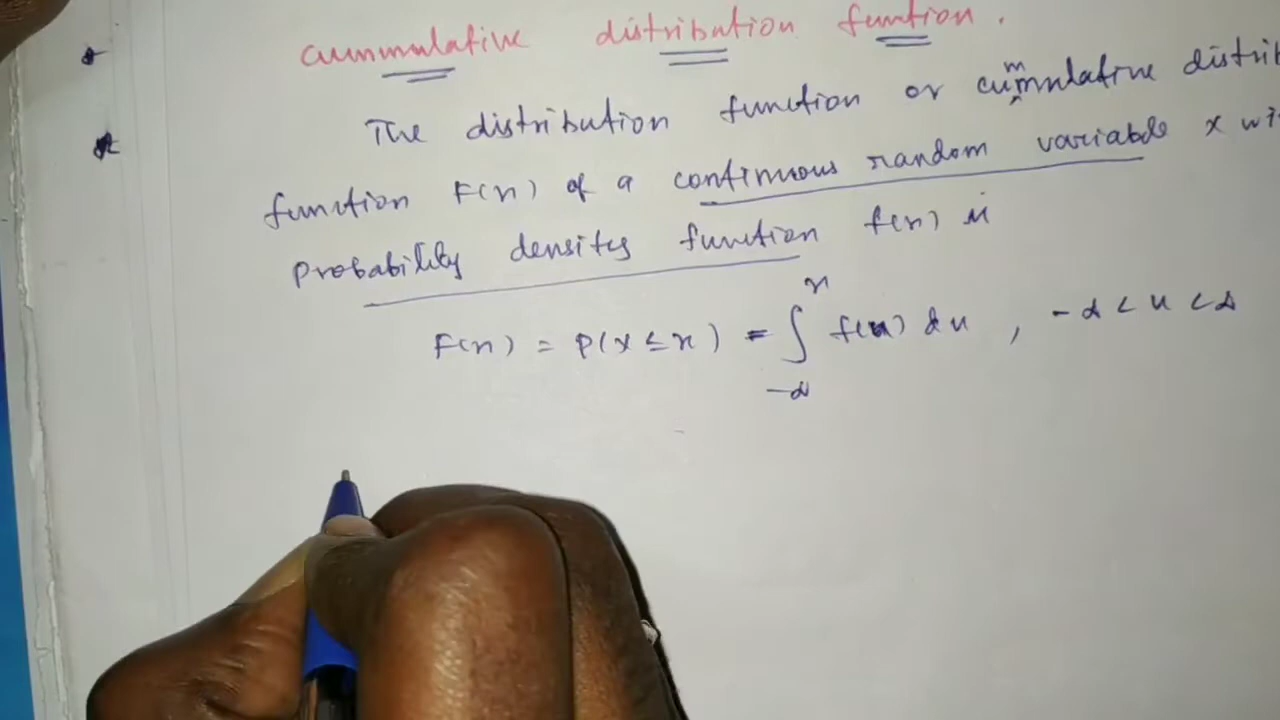 cummulative distribution function.
The distribution function or cummulative distrib
function F(x) of a continuous random variable x wi
probability density function f(x) is
F(x) = P(X ≤ x) = ∫_{-∞}^{x} f(u) du , -∞ < u < ∞